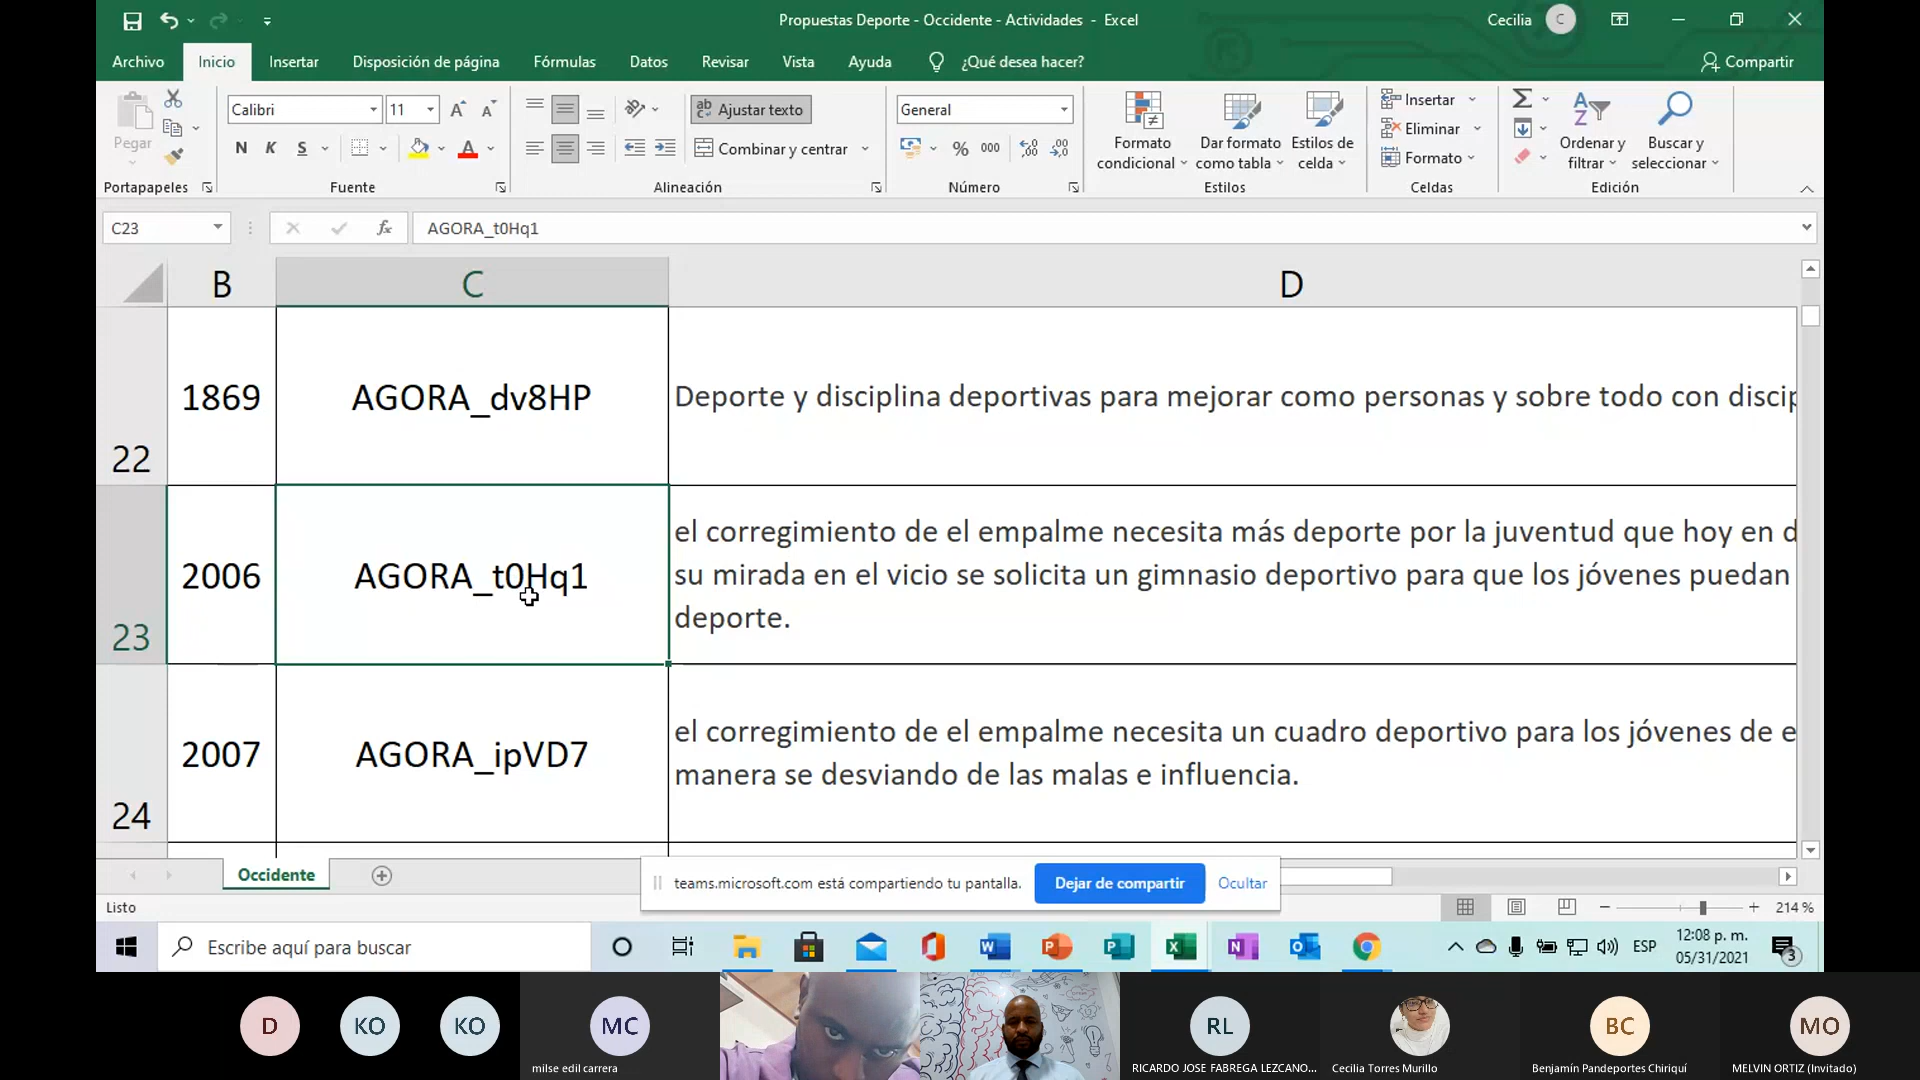 Propuestas Deporte - Occidente - Actividades - Excel
Cecilia C
Archivo Inicio Insertar Disposición de página Fórmulas Datos Revisar Vista Ayuda ¿Qué desea hacer? Compartir
Pegar
Portapapeles
Calibri 11
N K S
Fuente
Ajustar texto
Combinar y centrar
Alineación
General
% 000
Número
Formato condicional
Dar formato como tabla
Estilos de celda
Estilos
Insertar
Eliminar
Formato
Celdas
Ordenar y filtrar
Buscar y seleccionar
Edición
C23 fx AGORA_t0Hq1
B C D
22 1869 AGORA_dv8HP Deporte y disciplina deportivas para mejorar como personas y sobre todo con discip
23 2006 AGORA_t0Hq1 el corregimiento de el empalme necesita más deporte por la juventud que hoy en d
su mirada en el vicio se solicita un gimnasio deportivo para que los jóvenes puedan
deporte.
24 2007 AGORA_ipVD7 el corregimiento de el empalme necesita un cuadro deportivo para los jóvenes de e
manera se desviando de las malas e influencia.
Occidente
teams.microsoft.com está compartiendo tu pantalla. Dejar de compartir Ocultar
Listo
214 %
Escribe aquí para buscar
ESP
12:08 p. m.
05/31/2021
3
D KO KO MC RL BC MO
milse edil carrera
RICARDO JOSE FABREGA LEZCANO...
Cecilia Torres Murillo
Benjamín Pandeportes Chiriquí
MELVIN ORTIZ (Invitado)